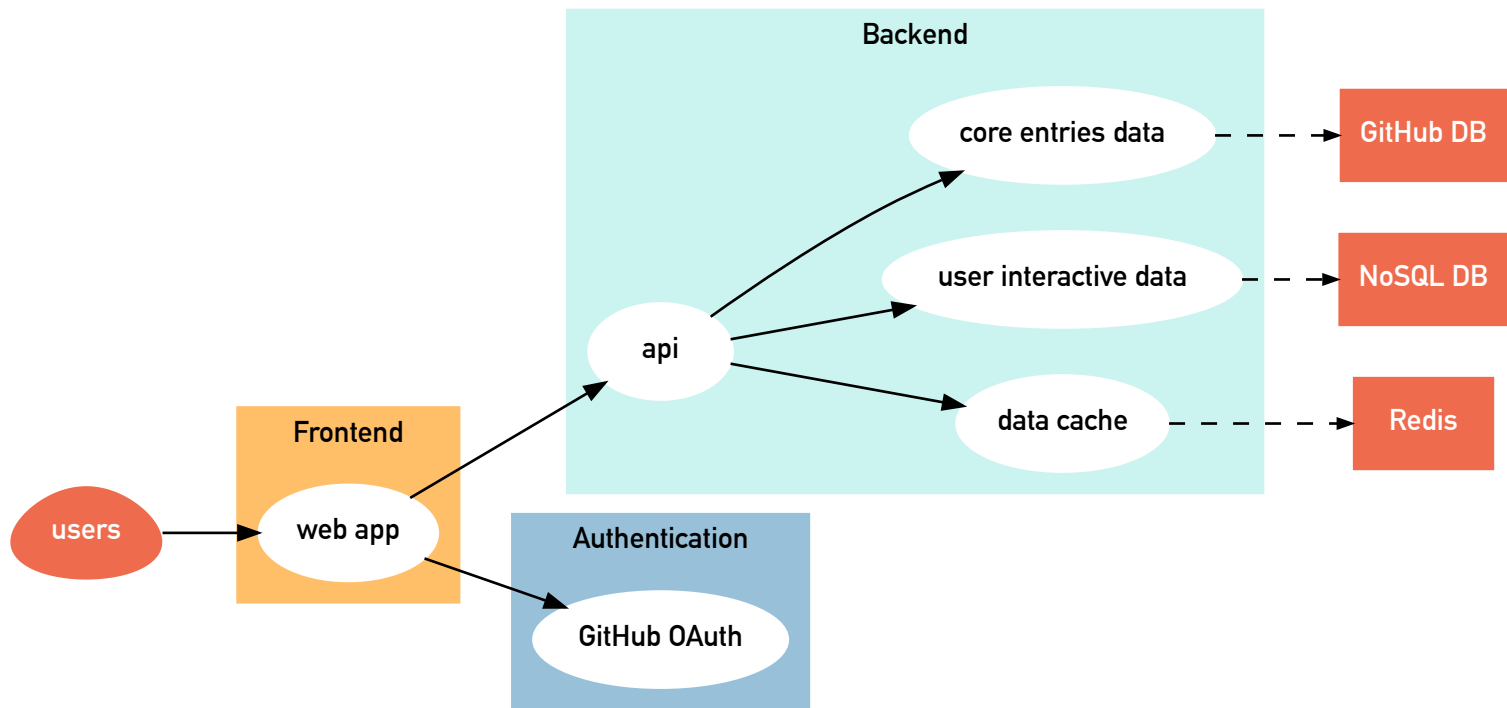 Backend
core entries data
GitHub DB
user interactive data
NoSQL DB
api
data cache
Redis
Frontend
users
web app
Authentication
GitHub OAuth